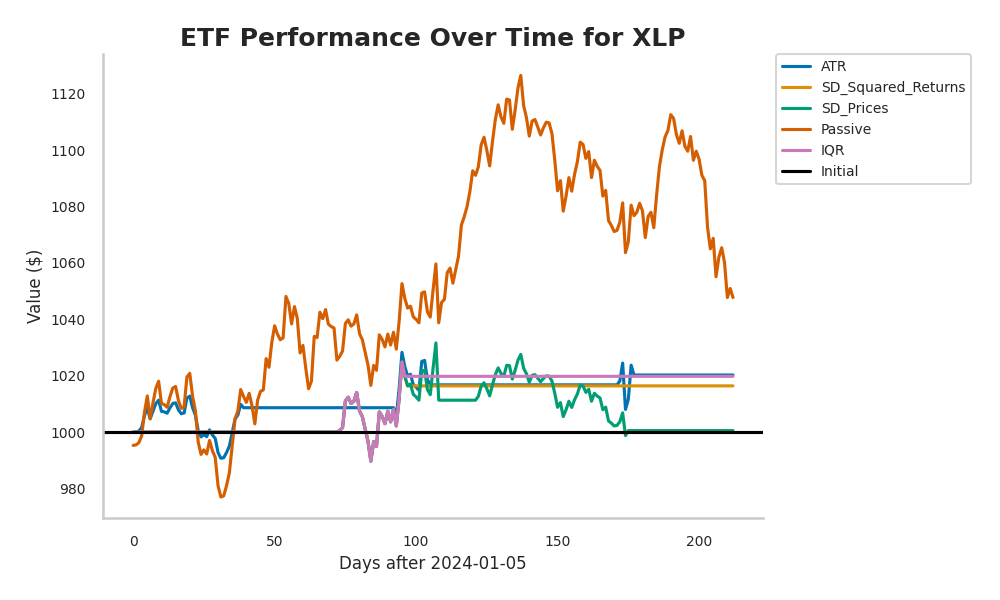 ETF Performance Over Time for XLP
Value ($)
1120
1100
1080
1060
1040
1020
1000
980
0 50 100 150 200
Days after 2024-01-05
ATR
SD_Squared_Returns
SD_Prices
Passive
IQR
Initial